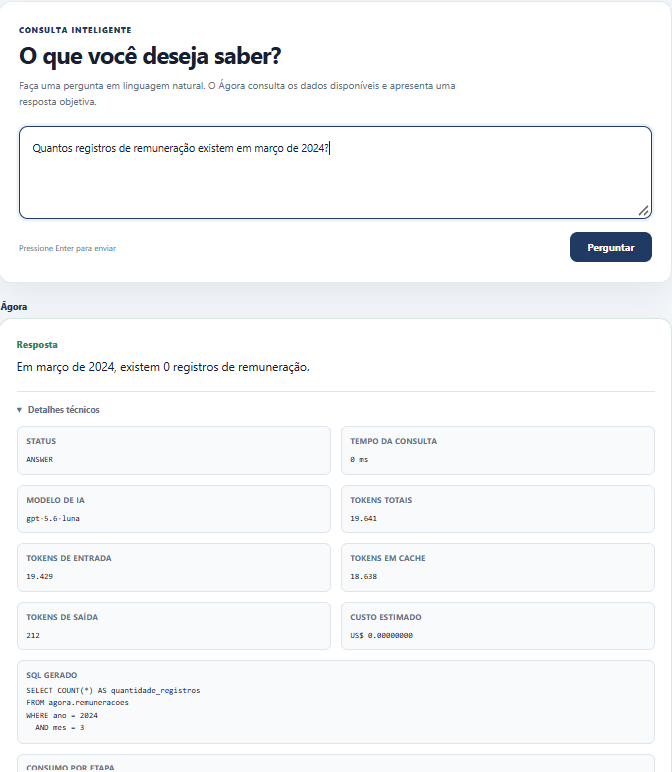 CONSULTA INTELIGENTE
O que você deseja saber?
Faça uma pergunta em linguagem natural. O Ágora consulta os dados disponíveis e apresenta uma
resposta objetiva.
Quantos registros de remuneração existem em março de 2024?
Pressione Enter para enviar
Perguntar
Ágora
Resposta
Em março de 2024, existem 0 registros de remuneração.
▼ Detalhes técnicos
STATUS
ANSWER
TEMPO DA CONSULTA
0 ms
MODELO DE IA
gpt-5.6-luna
TOKENS TOTAIS
19.641
TOKENS DE ENTRADA
19.429
TOKENS EM CACHE
18.638
TOKENS DE SAÍDA
212
CUSTO ESTIMADO
US$ 0.00000000
SQL GERADO
SELECT COUNT(*) AS quantidade_registros
FROM agora.remuneracoes
WHERE ano = 2024
AND mes = 3
CONSUMO POR ETAPA